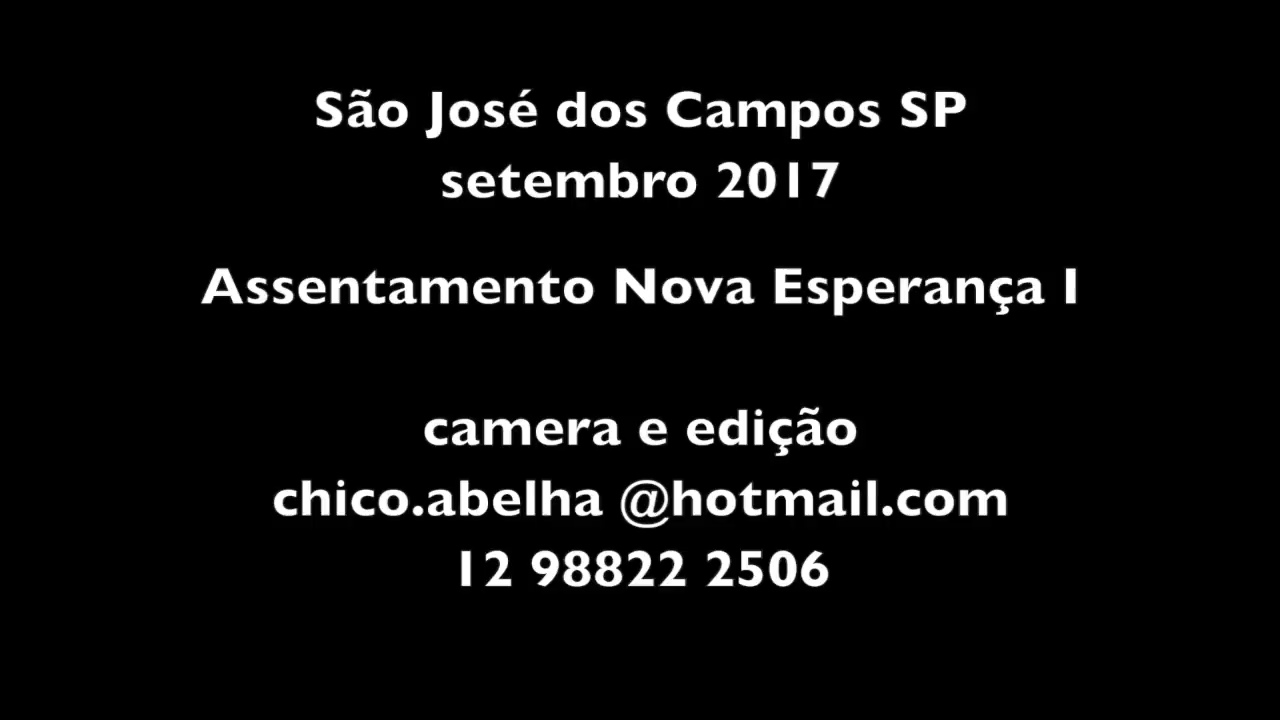 São José dos Campos SP
setembro 2017
Assentamento Nova Esperança I
camera e edição
chico.abelha @hotmail.com
12 98822 2506